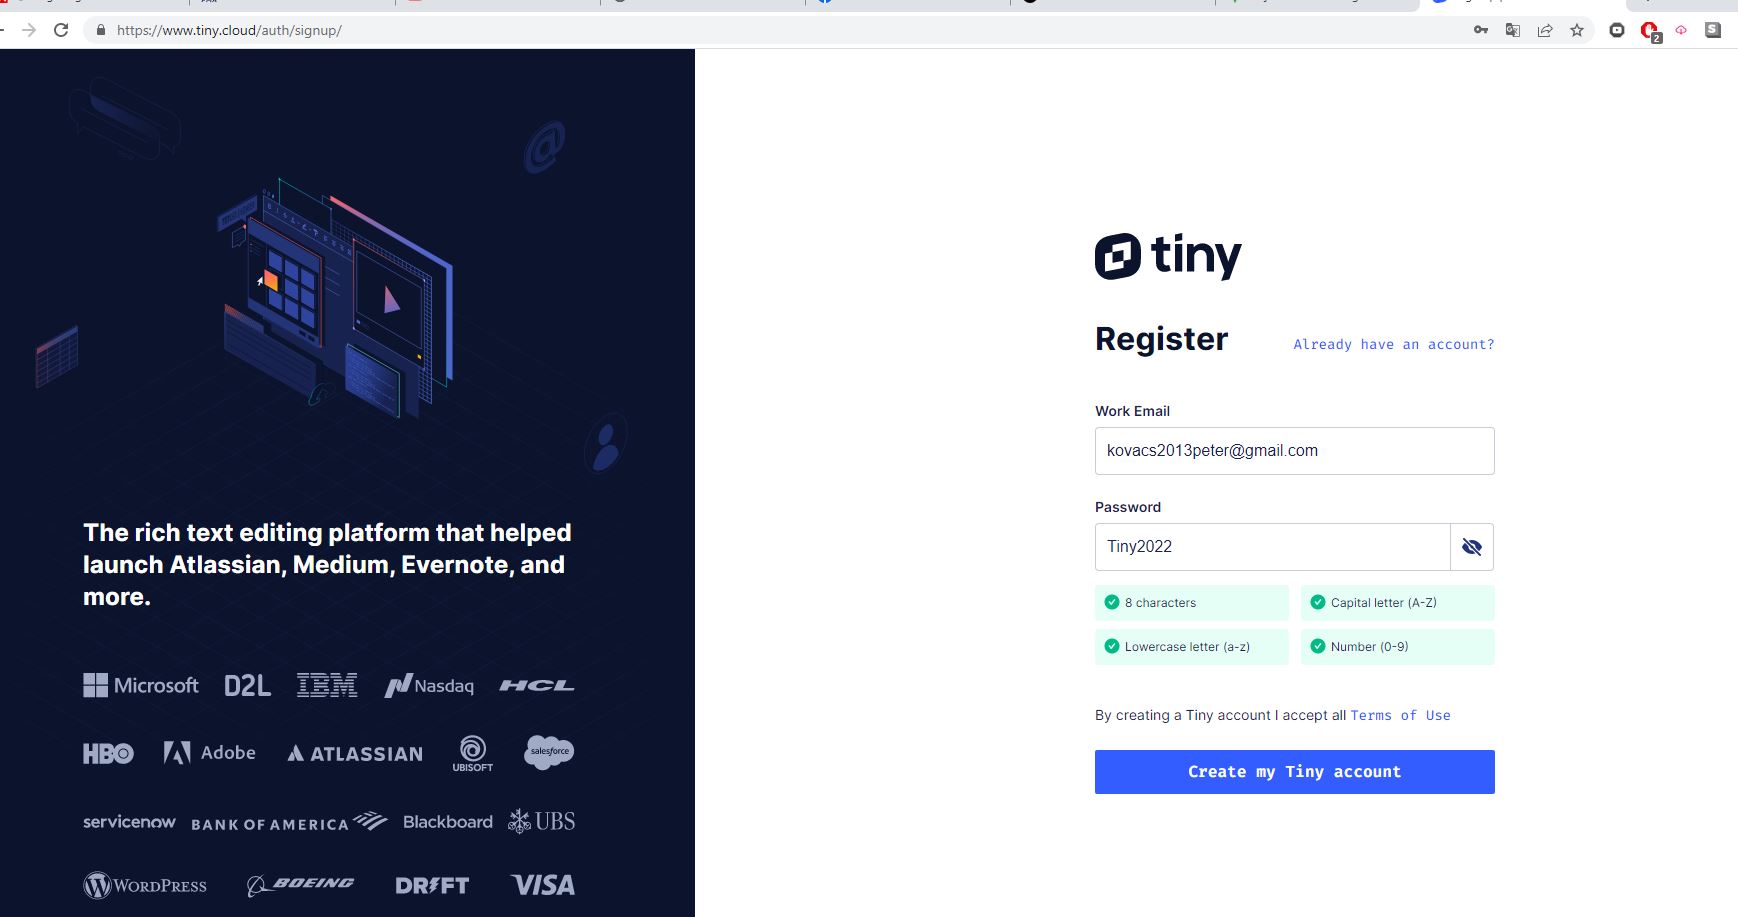 https://www.tiny.cloud/auth/signup/
2
S
tiny
Register
Already have an account?
Work Email
kovacs2013peter@gmail.com
Password
Tiny2022
8 characters
Capital letter (A-Z)
Lowercase letter (a-z)
Number (0-9)
By creating a Tiny account I accept all Terms of Use
Create my Tiny account
The rich text editing platform that helped
launch Atlassian, Medium, Evernote, and
more.
Microsoft D2L IBM Nasdaq HCL
HBO Adobe ATLASSIAN UBISOFT salesforce
servicenow BANK OF AMERICA Blackboard UBS
WORDPRESS BOEING DRIFT VISA